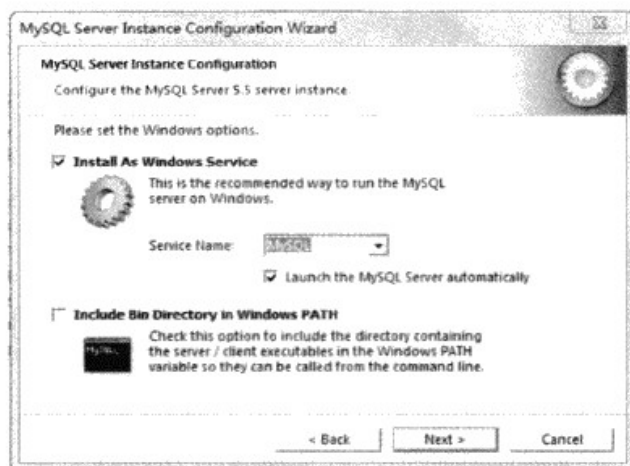 MySQL Server Instance Configuration Wizard
MySQL Server Instance Configuration
Configure the MySQL Server 5.5 server instance.
Please set the Windows options.
Install As Windows Service
This is the recommended way to run the MySQL
server on Windows.
Service Name:
MySQL
Launch the MySQL Server automatically
Include Bin Directory in Windows PATH
Check this option to include the directory containing
the server / client executables in the Windows PATH
variable so they can be called from the command line.
< Back
Next >
Cancel